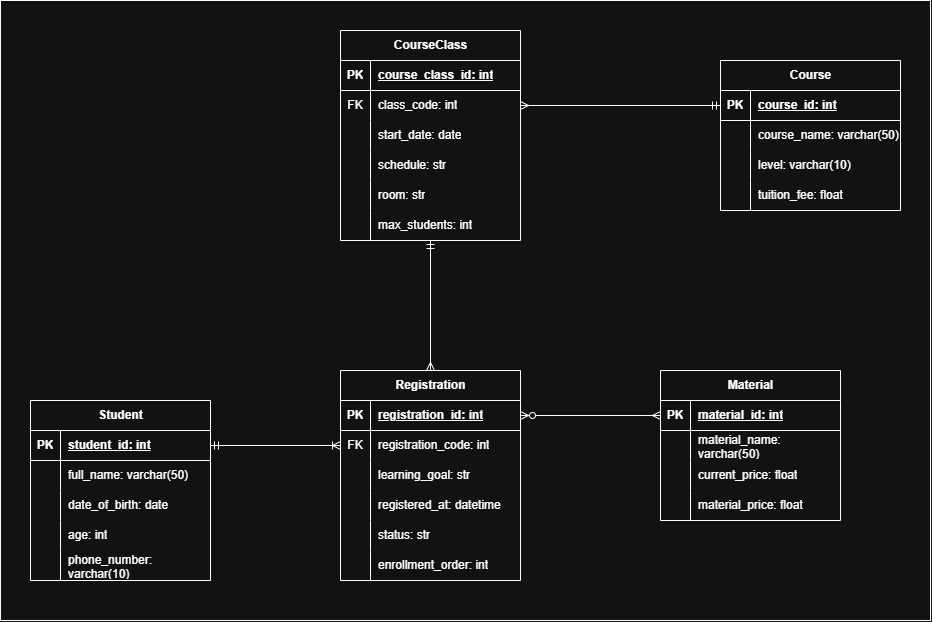 CourseClass
PK course_class_id: int
FK class_code: int
start_date: date
schedule: str
room: str
max_students: int
Course
PK course_id: int
course_name: varchar(50)
level: varchar(10)
tuition_fee: float
Student
PK student_id: int
full_name: varchar(50)
date_of_birth: date
age: int
phone_number:
varchar(10)
Registration
PK registration_id: int
FK registration_code: int
learning_goal: str
registered_at: datetime
status: str
enrollment_order: int
Material
PK material_id: int
material_name:
varchar(50)
current_price: float
material_price: float